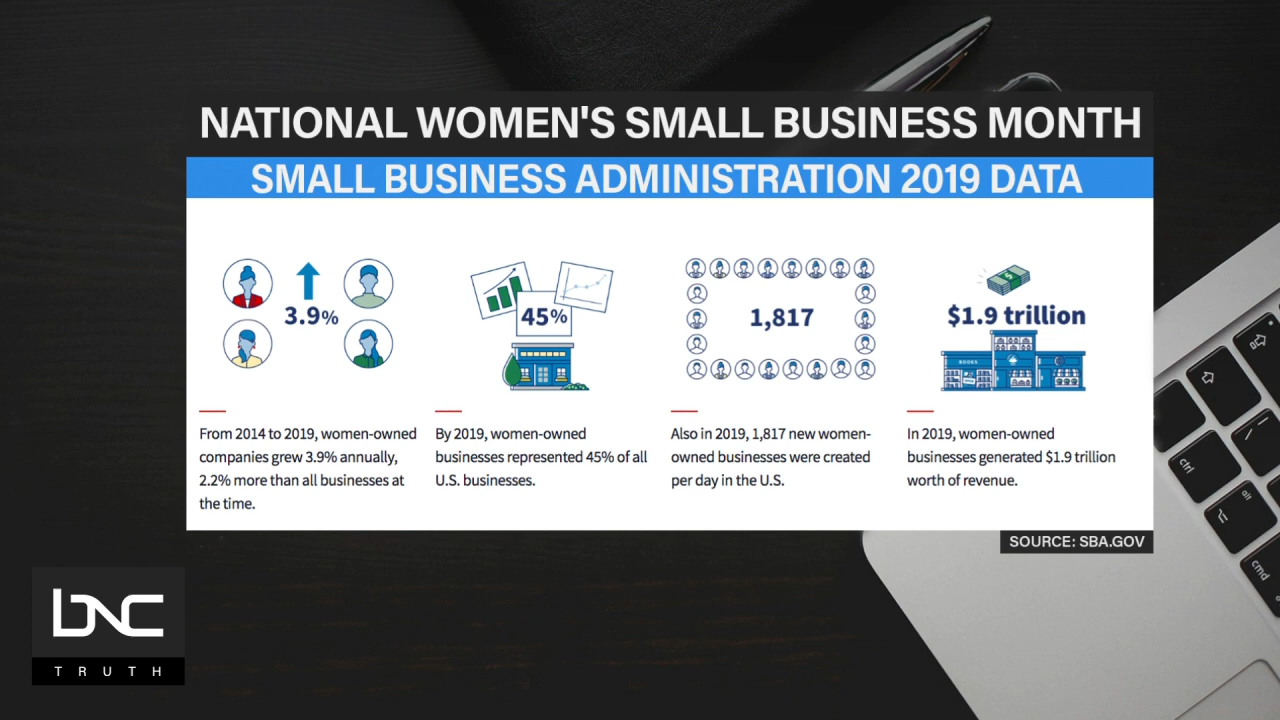 NATIONAL WOMEN'S SMALL BUSINESS MONTH
SMALL BUSINESS ADMINISTRATION 2019 DATA
3.9%
From 2014 to 2019, women-owned
companies grew 3.9% annually,
2.2% more than all businesses at
the time.
45%
By 2019, women-owned
businesses represented 45% of all
U.S. businesses.
1,817
Also in 2019, 1,817 new women-
owned businesses were created
per day in the U.S.
$1.9 trillion
BOOKS
In 2019, women-owned
businesses generated $1.9 trillion
worth of revenue.
SOURCE: SBA.GOV
ctrl
alt
cmd
bNC
TRUTH